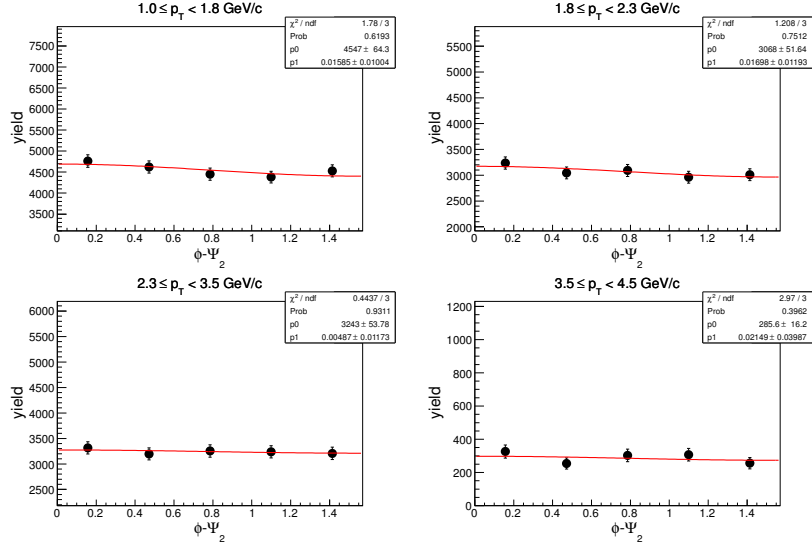 1.0 ≤ p_T < 1.8 GeV/c
χ² / ndf 1.78 / 3
Prob 0.6193
p0 4547 ± 64.3
p1 0.01585 ± 0.01004
yield
7500
7000
6500
6000
5500
5000
4500
4000
3500
0 0.2 0.4 0.6 0.8 1 1.2 1.4
ϕ-Ψ₂
1.8 ≤ p_T < 2.3 GeV/c
χ² / ndf 1.208 / 3
Prob 0.7512
p0 3068 ± 51.64
p1 0.01698 ± 0.01193
yield
5500
5000
4500
4000
3500
3000
2500
2000
0 0.2 0.4 0.6 0.8 1 1.2 1.4
ϕ-Ψ₂
2.3 ≤ p_T < 3.5 GeV/c
χ² / ndf 0.4437 / 3
Prob 0.9311
p0 3243 ± 53.78
p1 0.00487 ± 0.01173
yield
6000
5500
5000
4500
4000
3500
3000
2500
0 0.2 0.4 0.6 0.8 1 1.2 1.4
ϕ-Ψ₂
3.5 ≤ p_T < 4.5 GeV/c
χ² / ndf 2.97 / 3
Prob 0.3962
p0 285.6 ± 16.2
p1 0.02149 ± 0.03987
yield
1200
1000
800
600
400
200
0
0 0.2 0.4 0.6 0.8 1 1.2 1.4
ϕ-Ψ₂